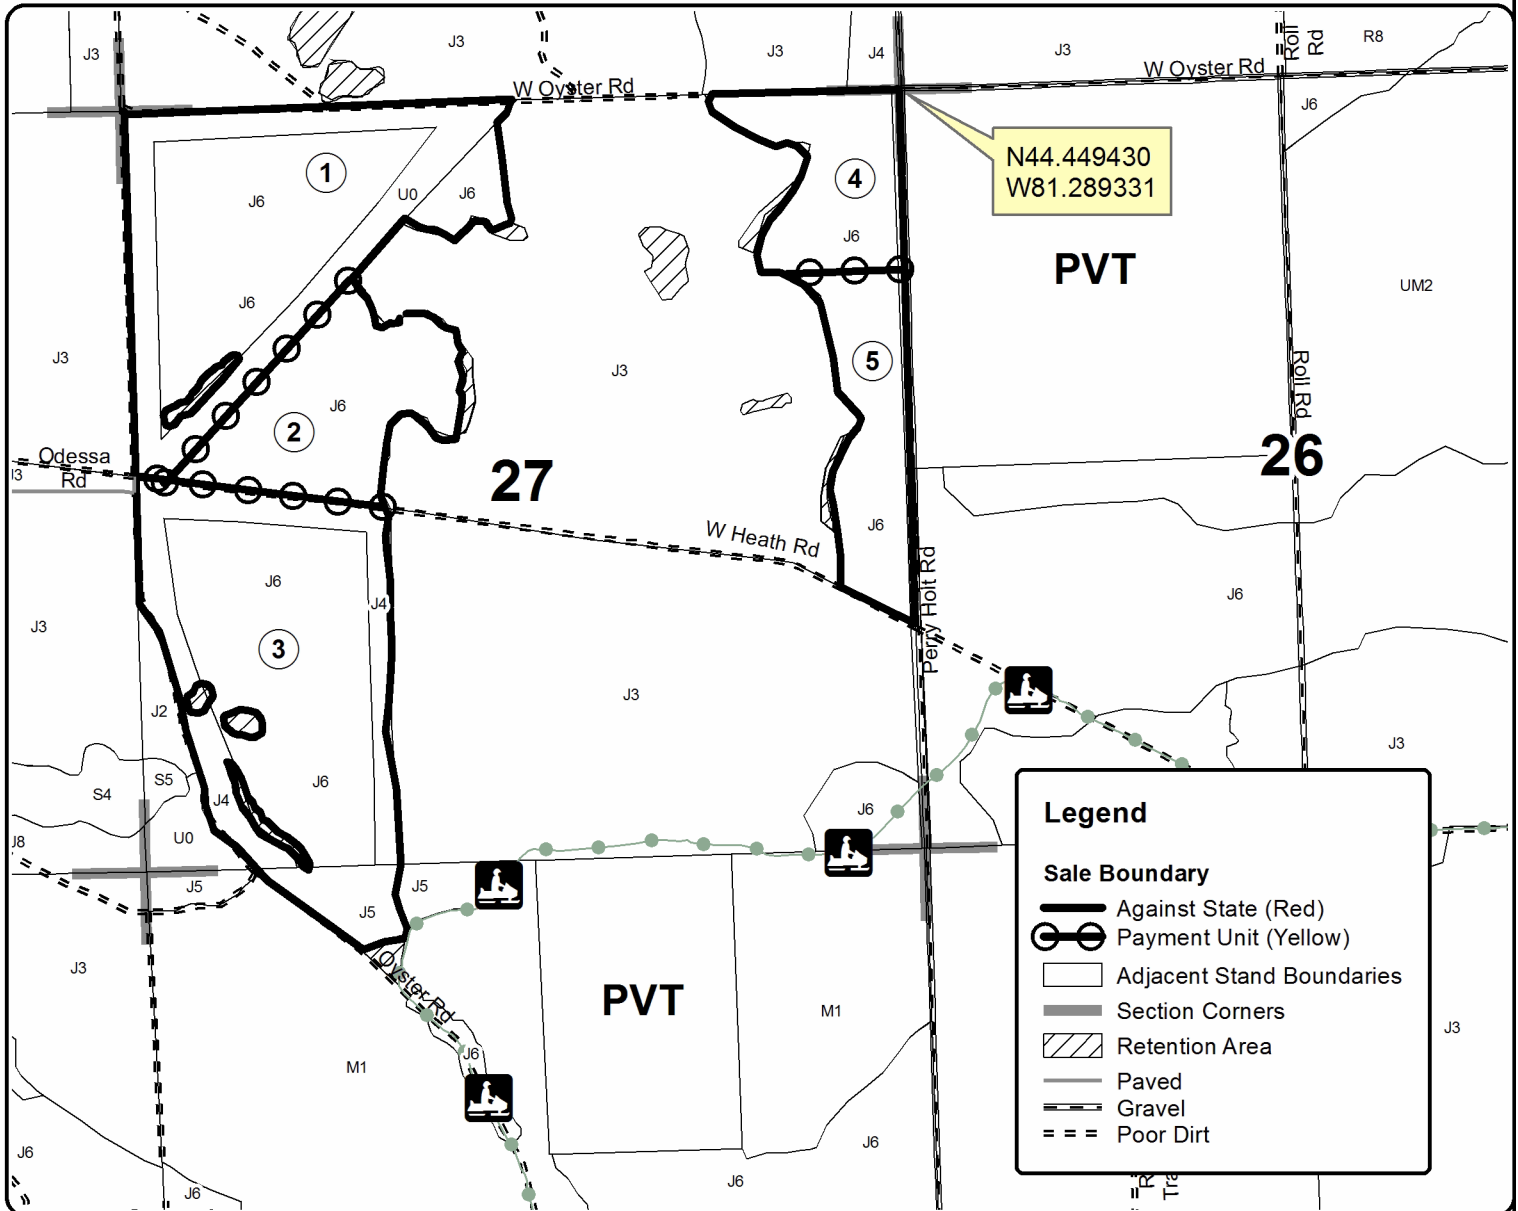 J3
J3
J3
J4
J3
Roll
Rd
R8
W Oyster Rd
W Oyster Rd
J6
1
N44.449430
W81.289331
4
U0
J6
J6
J6
PVT
UM2
J6
J3
J3
5
Roll Rd
J6
2
Odessa
Rd
27
26
J6
W Heath Rd
J6
J4
Perry Holt Rd
J6
J3
3
J3
J2
J3
S5
J6
S4
J4
J6
U0
J8
J5
J5
J5
J3
Oyster Rd
PVT
M1
J6
M1
J6
J6
J6
J6
Legend
Sale Boundary
Against State (Red)
Payment Unit (Yellow)
Adjacent Stand Boundaries
Section Corners
Retention Area
Paved
Gravel
Poor Dirt
J3